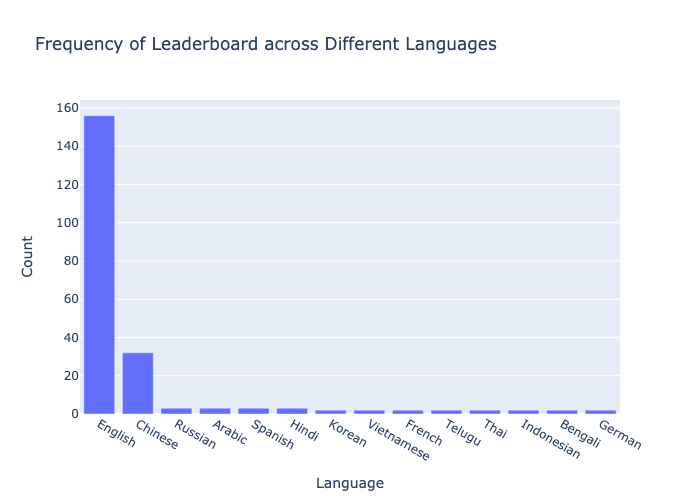 Frequency of Leaderboard across Different Languages
160
140
120
100
80
60
40
20
0
Count
English
Chinese
Russian
Arabic
Spanish
Hindi
Korean
Vietnamese
French
Telugu
Thai
Indonesian
Bengali
German
Language